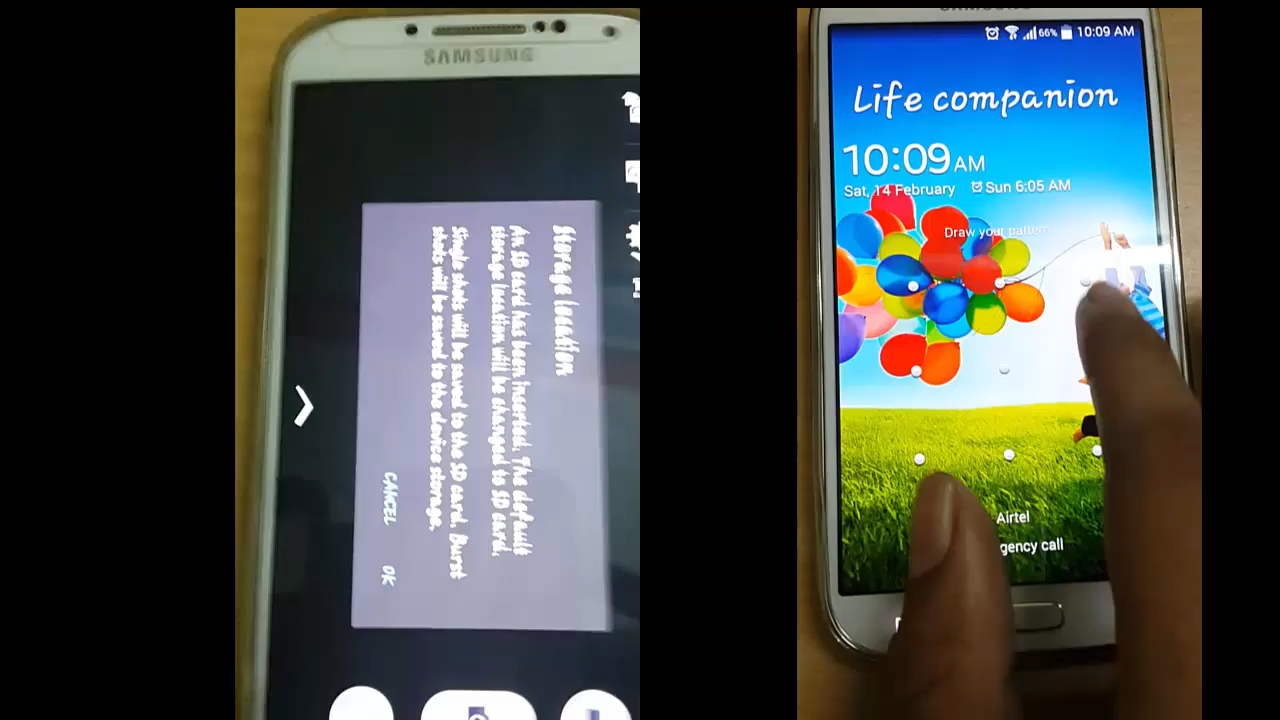 SAMSUNG
Storage location
An SD card has been inserted. The default
storage location will be changed to SD card.
Single shots will be saved to the SD card. Burst
shots will be saved to the device storage.
CANCEL OK
66% 10:09 AM
Life companion
10:09 AM
Sat, 14 February Sun 6:05 AM
Draw your pattern
Airtel
gency call